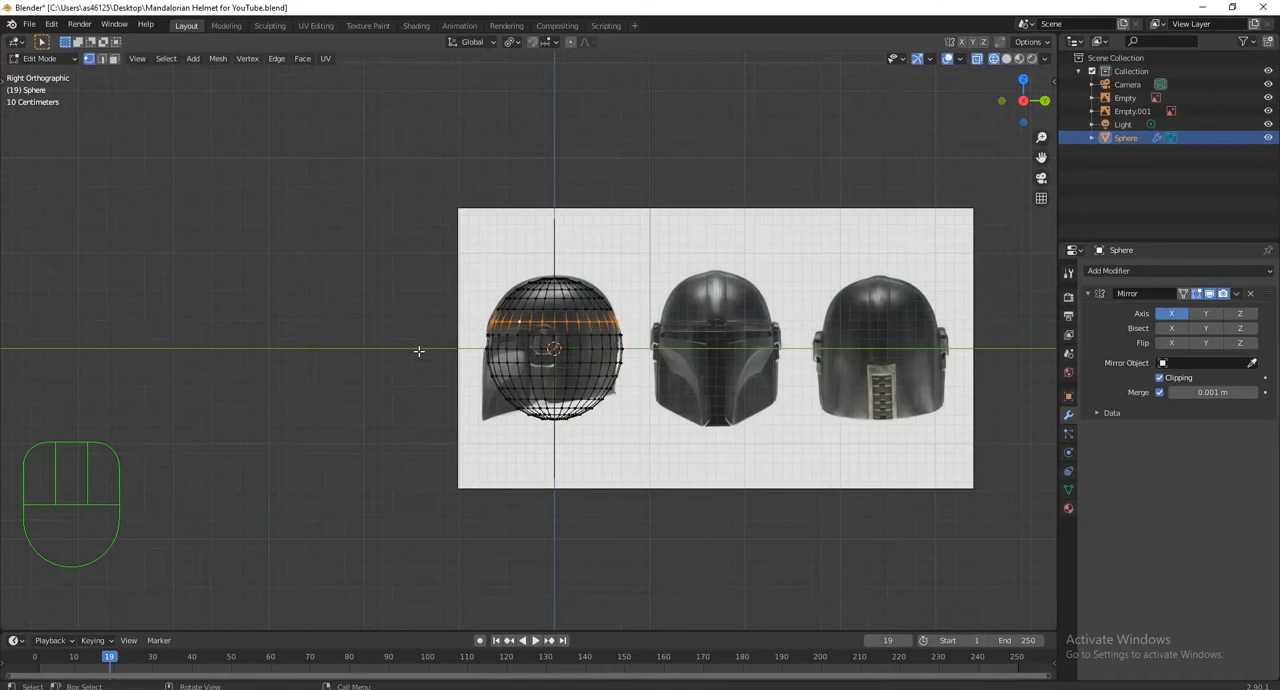 Blender* [C:\Users\as46125\Desktop\Mandalorian Helmet for YouTube.blend]
File Edit Render Window Help Layout Modeling Sculpting UV Editing Texture Paint Shading Animation Rendering Compositing Scripting + Scene View Layer
Global X Y Z Options
Edit Mode View Select Add Mesh Vertex Edge Face UV
Right Orthographic
(19) Sphere
10 Centimeters
Scene Collection
Collection
Camera
Empty
Empty.001
Light
Sphere
Sphere
Add Modifier
Mirror
Axis X Y Z
Bisect X Y Z
Flip X Y Z
Mirror Object
Clipping
Merge 0.001 m
Data
Z
X
Y
Playback Keying View Marker 19 Start 1 End 250
0 10 19 30 40 50 60 70 80 90 100 110 120 130 140 150 160 170 180 190 200 210 220 230 240 250
Activate Windows
Go to Settings to activate Windows.
Select Box Select Rotate View Call Menu 2.90.1